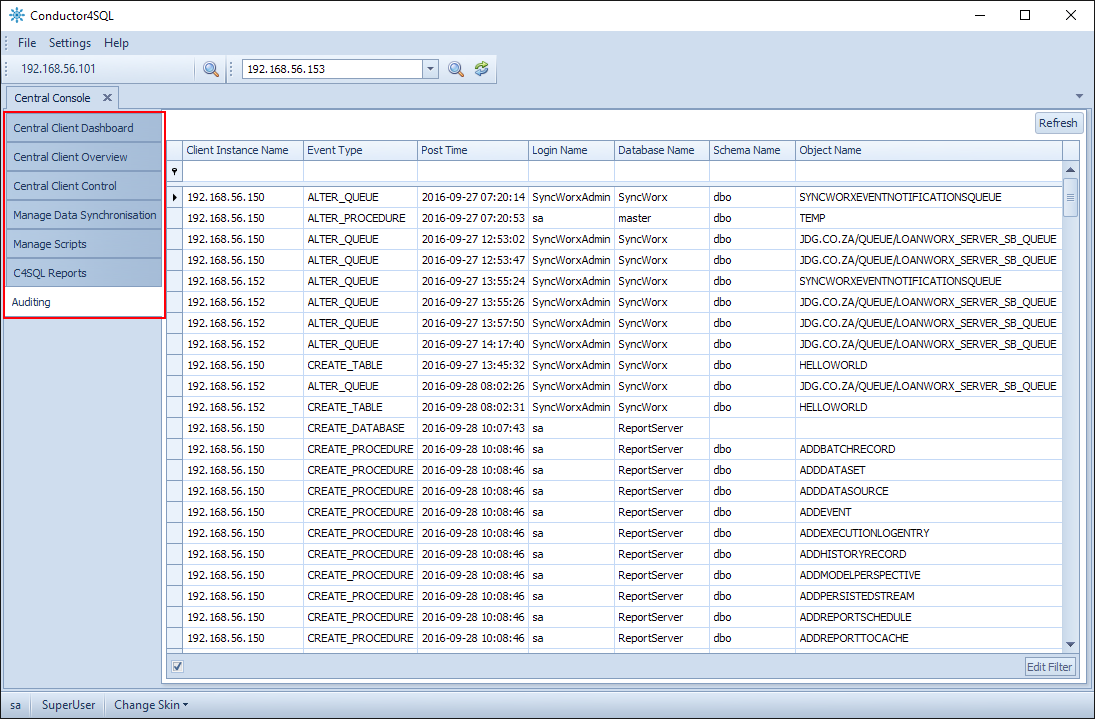 Conductor4SQL
File Settings Help
192.168.56.101 192.168.56.153
Central Console
Central Client Dashboard
Central Client Overview
Central Client Control
Manage Data Synchronisation
Manage Scripts
C4SQL Reports
Auditing
Refresh
Client Instance Name Event Type Post Time Login Name Database Name Schema Name Object Name
192.168.56.150 ALTER_QUEUE 2016-09-27 07:20:14 SyncWorxAdmin SyncWorx dbo SYNCWORXEVENTNOTIFICATIONSQUEUE
192.168.56.150 ALTER_PROCEDURE 2016-09-27 07:20:53 sa master dbo TEMP
192.168.56.150 ALTER_QUEUE 2016-09-27 12:53:02 SyncWorxAdmin SyncWorx dbo JDG.CO.ZA/QUEUE/LOANWORX_SERVER_SB_QUEUE
192.168.56.150 ALTER_QUEUE 2016-09-27 12:53:47 SyncWorxAdmin SyncWorx dbo JDG.CO.ZA/QUEUE/LOANWORX_SERVER_SB_QUEUE
192.168.56.152 ALTER_QUEUE 2016-09-27 13:55:24 SyncWorxAdmin SyncWorx dbo SYNCWORXEVENTNOTIFICATIONSQUEUE
192.168.56.152 ALTER_QUEUE 2016-09-27 13:55:26 SyncWorxAdmin SyncWorx dbo JDG.CO.ZA/QUEUE/LOANWORX_SERVER_SB_QUEUE
192.168.56.152 ALTER_QUEUE 2016-09-27 13:57:50 SyncWorxAdmin SyncWorx dbo JDG.CO.ZA/QUEUE/LOANWORX_SERVER_SB_QUEUE
192.168.56.152 ALTER_QUEUE 2016-09-27 14:17:40 SyncWorxAdmin SyncWorx dbo JDG.CO.ZA/QUEUE/LOANWORX_SERVER_SB_QUEUE
192.168.56.150 CREATE_TABLE 2016-09-27 13:45:32 SyncWorxAdmin SyncWorx dbo HELLOWORLD
192.168.56.152 ALTER_QUEUE 2016-09-28 08:02:26 SyncWorxAdmin SyncWorx dbo JDG.CO.ZA/QUEUE/LOANWORX_SERVER_SB_QUEUE
192.168.56.152 CREATE_TABLE 2016-09-28 08:02:31 SyncWorxAdmin SyncWorx dbo HELLOWORLD
192.168.56.150 CREATE_DATABASE 2016-09-28 10:07:43 sa ReportServer
192.168.56.150 CREATE_PROCEDURE 2016-09-28 10:08:46 sa ReportServer dbo ADDBATCHRECORD
192.168.56.150 CREATE_PROCEDURE 2016-09-28 10:08:46 sa ReportServer dbo ADDDATASET
192.168.56.150 CREATE_PROCEDURE 2016-09-28 10:08:46 sa ReportServer dbo ADDDATASOURCE
192.168.56.150 CREATE_PROCEDURE 2016-09-28 10:08:46 sa ReportServer dbo ADDEVENT
192.168.56.150 CREATE_PROCEDURE 2016-09-28 10:08:46 sa ReportServer dbo ADDEXECUTIONLOGENTRY
192.168.56.150 CREATE_PROCEDURE 2016-09-28 10:08:46 sa ReportServer dbo ADDHISTORYRECORD
192.168.56.150 CREATE_PROCEDURE 2016-09-28 10:08:46 sa ReportServer dbo ADDMODELPERSPECTIVE
192.168.56.150 CREATE_PROCEDURE 2016-09-28 10:08:46 sa ReportServer dbo ADDPERSISTEDSTREAM
192.168.56.150 CREATE_PROCEDURE 2016-09-28 10:08:46 sa ReportServer dbo ADDREPORTSCHEDULE
192.168.56.150 CREATE_PROCEDURE 2016-09-28 10:08:46 sa ReportServer dbo ADDREPORTTOCACHE
Edit Filter
sa SuperUser Change Skin